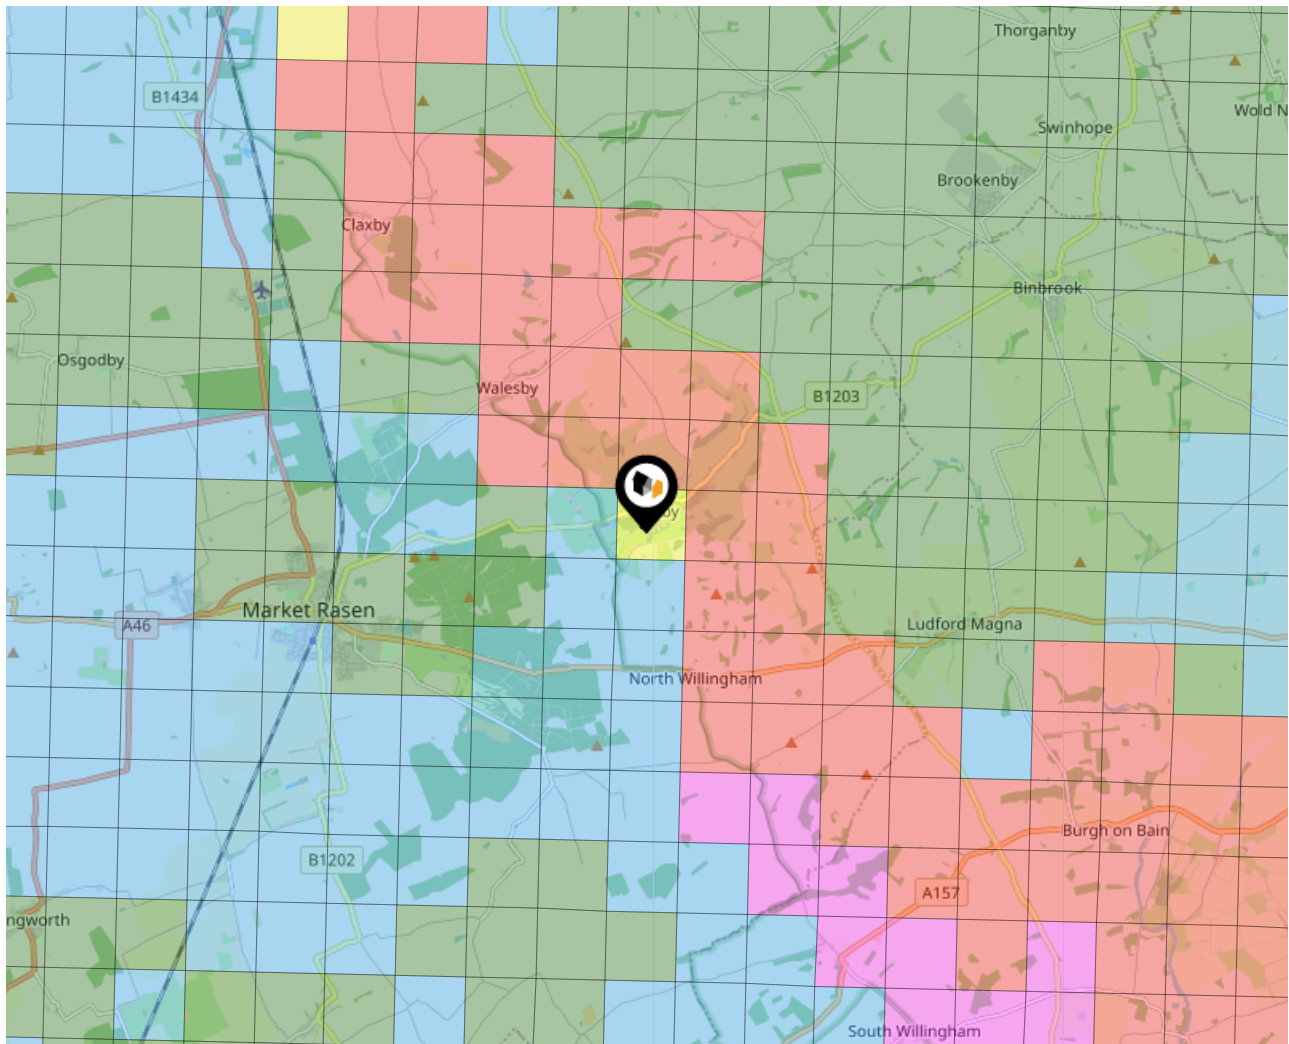 Thorganby
B1434
Wold N
Swinhope
Brookenby
Claxby
Binbrook
Osgodby
Walesby
B1203
Market Rasen
A46
Ludford Magna
North Willingham
Burgh on Bain
B1202
A157
ngworth
South Willingham